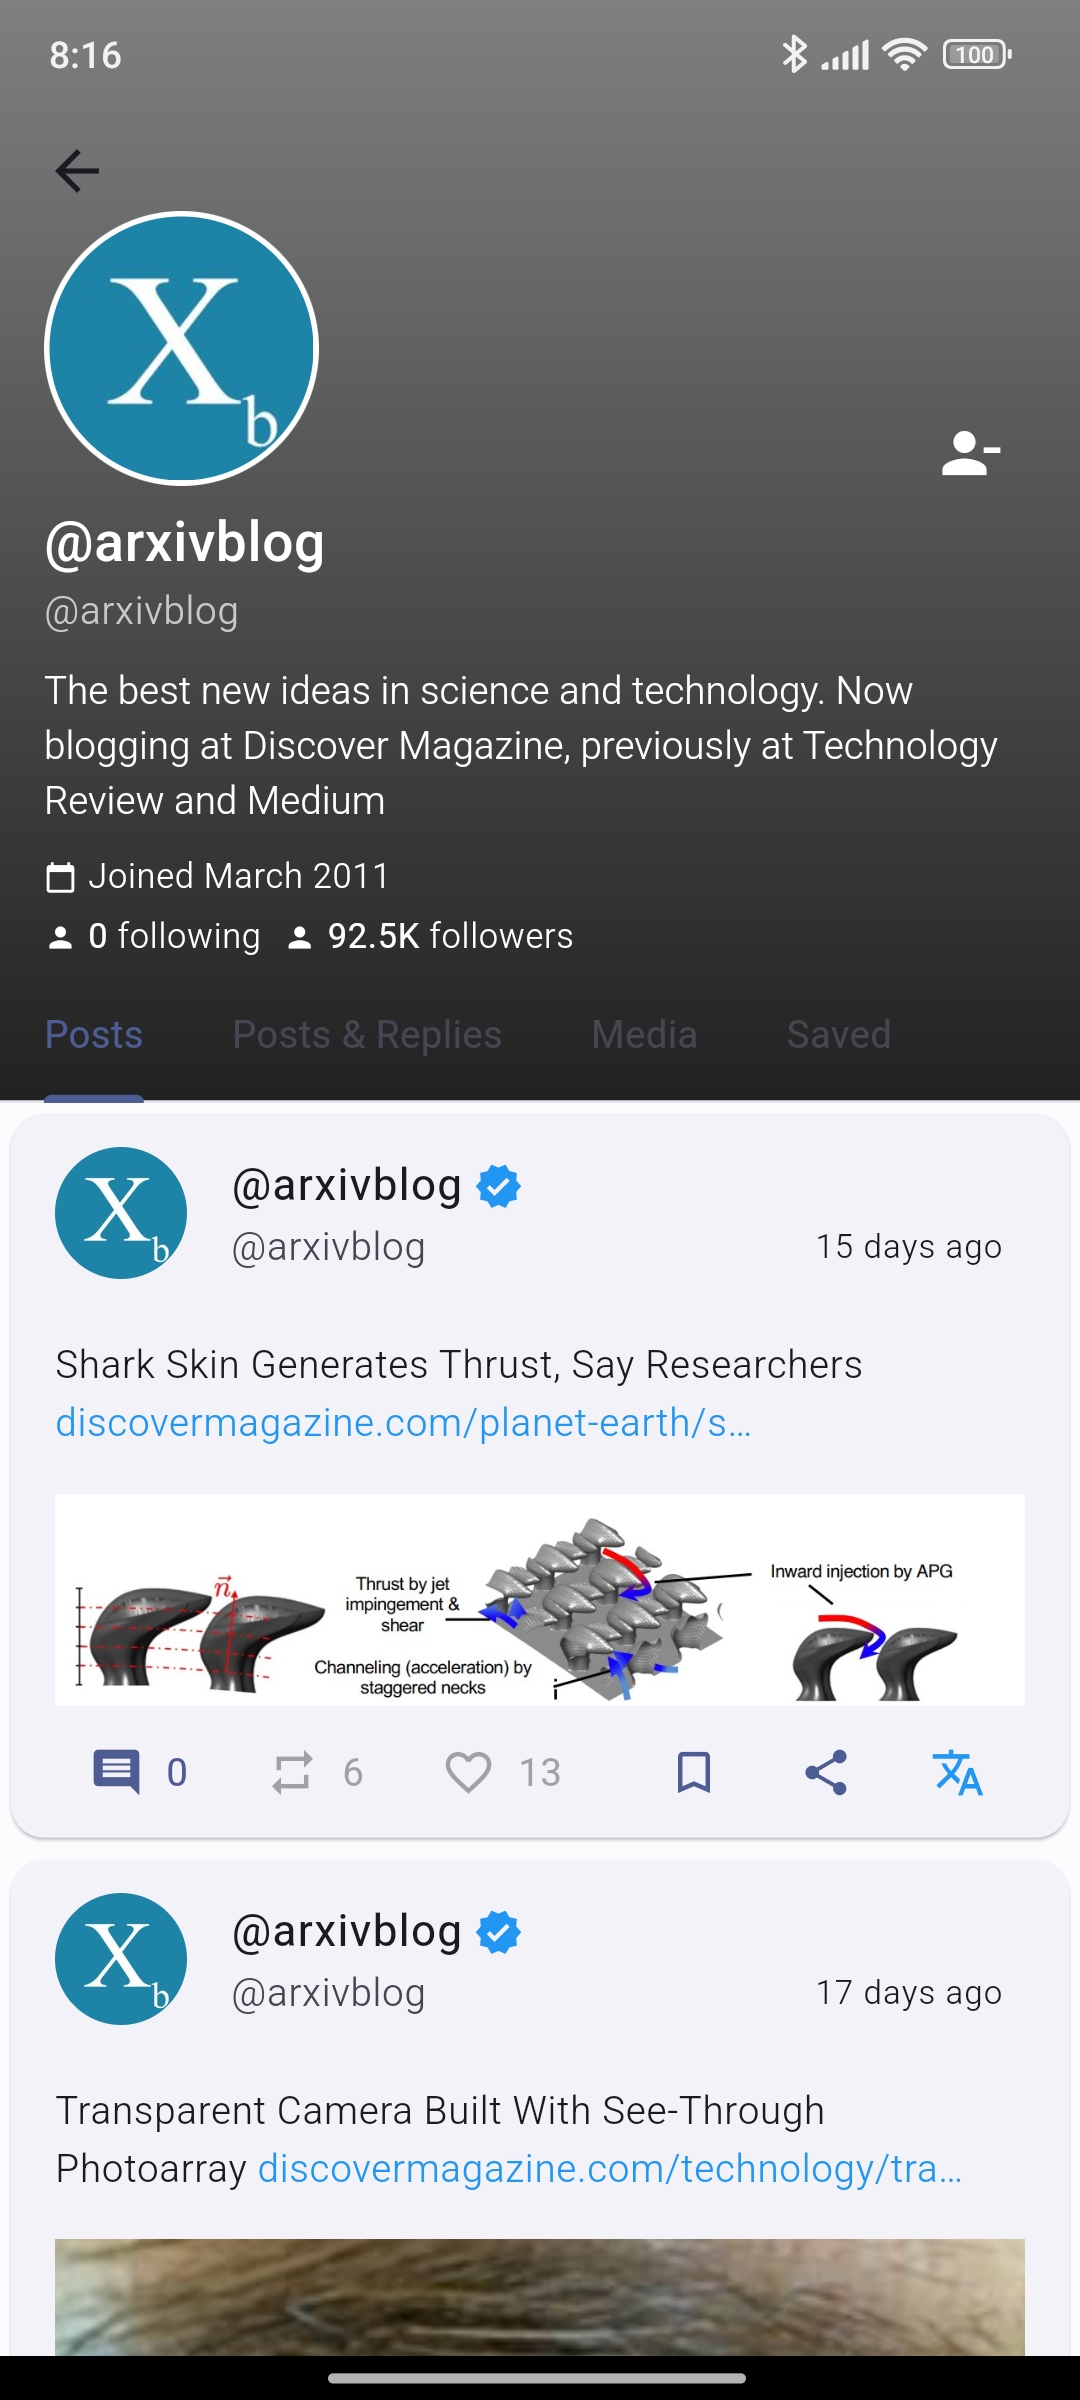 8:16
100
X
b
@arxivblog
@arxivblog
The best new ideas in science and technology. Now
blogging at Discover Magazine, previously at Technology
Review and Medium
Joined March 2011
0 following 92.5K followers
Posts Posts & Replies Media Saved
X
b
@arxivblog
@arxivblog
15 days ago
Shark Skin Generates Thrust, Say Researchers
discovermagazine.com/planet-earth/s…
n
Thrust by jet
impingement &
shear
Channeling (acceleration) by
staggered necks
Inward injection by APG
0 6 13
X
b
@arxivblog
@arxivblog
17 days ago
Transparent Camera Built With See-Through
Photoarray discovermagazine.com/technology/tra…